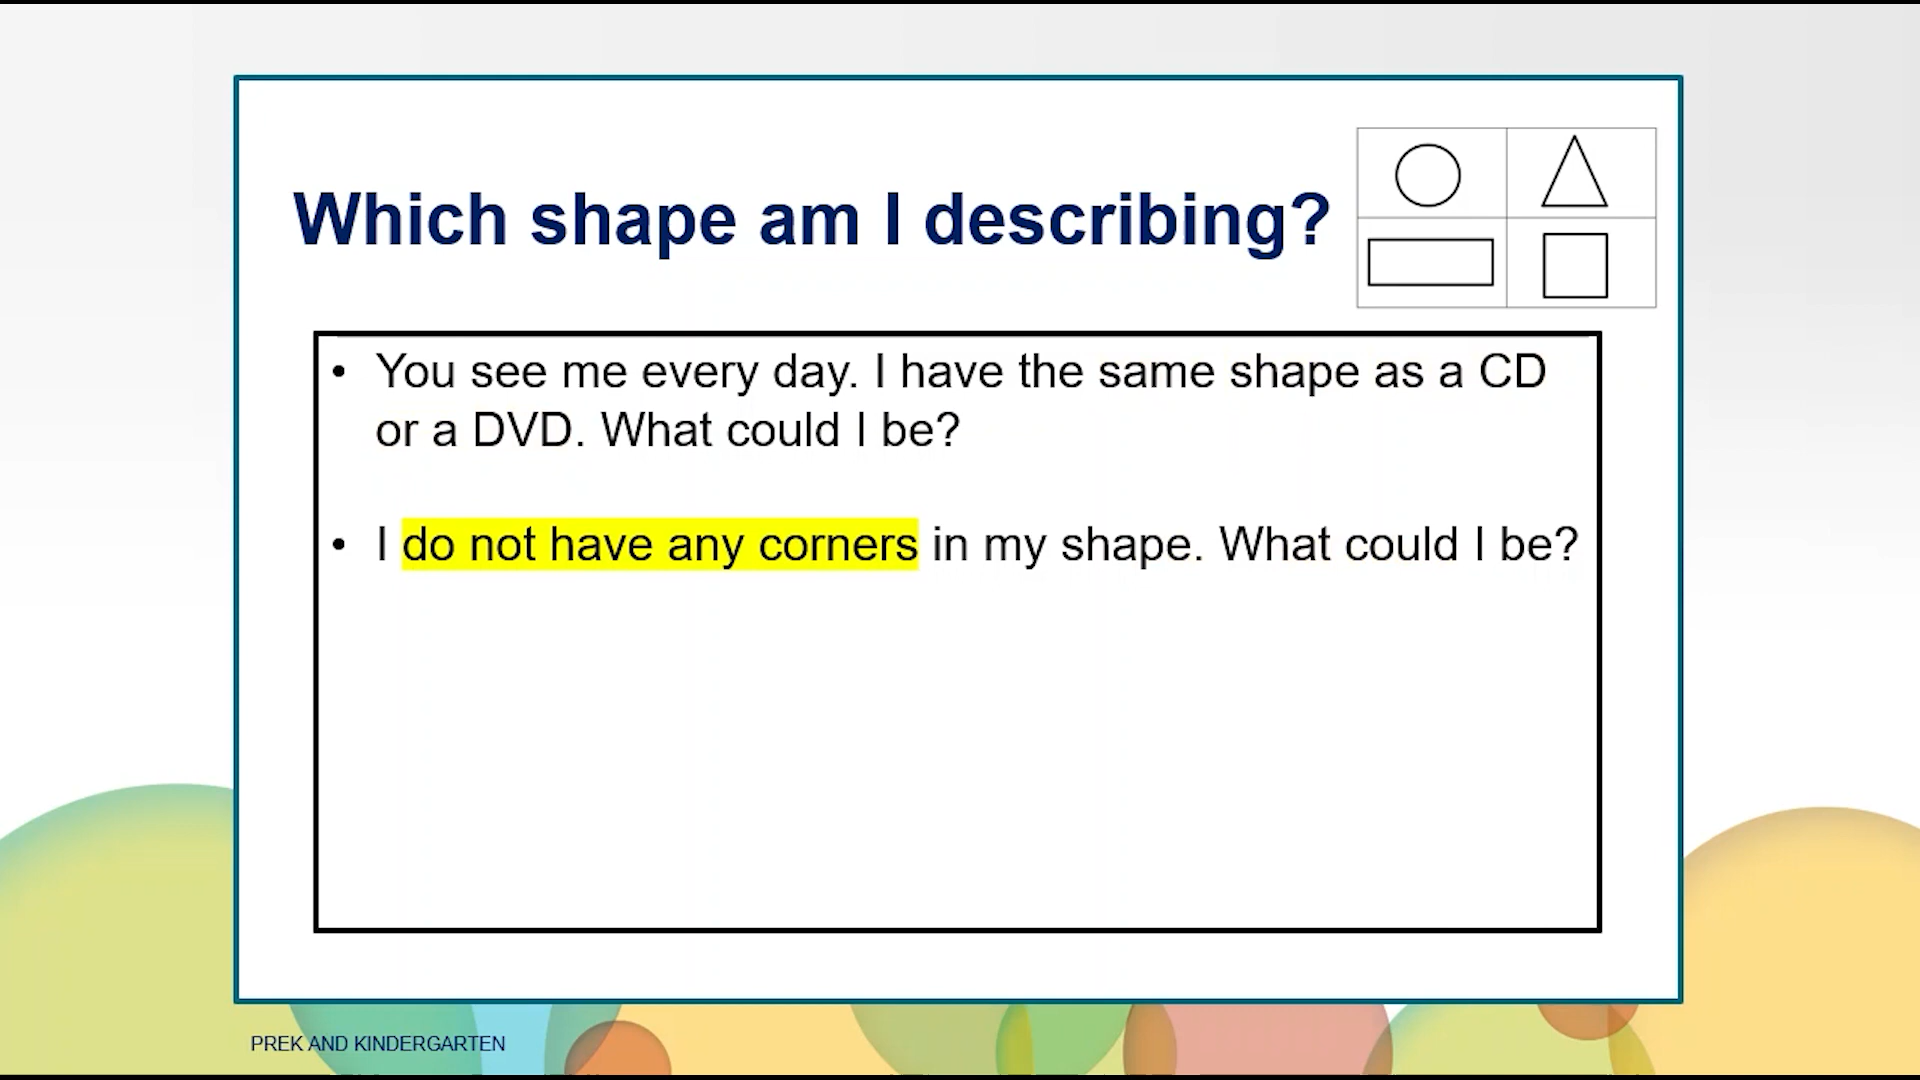 Which shape am I describing?
• You see me every day. I have the same shape as a CD
or a DVD. What could I be?
• I do not have any corners in my shape. What could I be?
PREK AND KINDERGARTEN